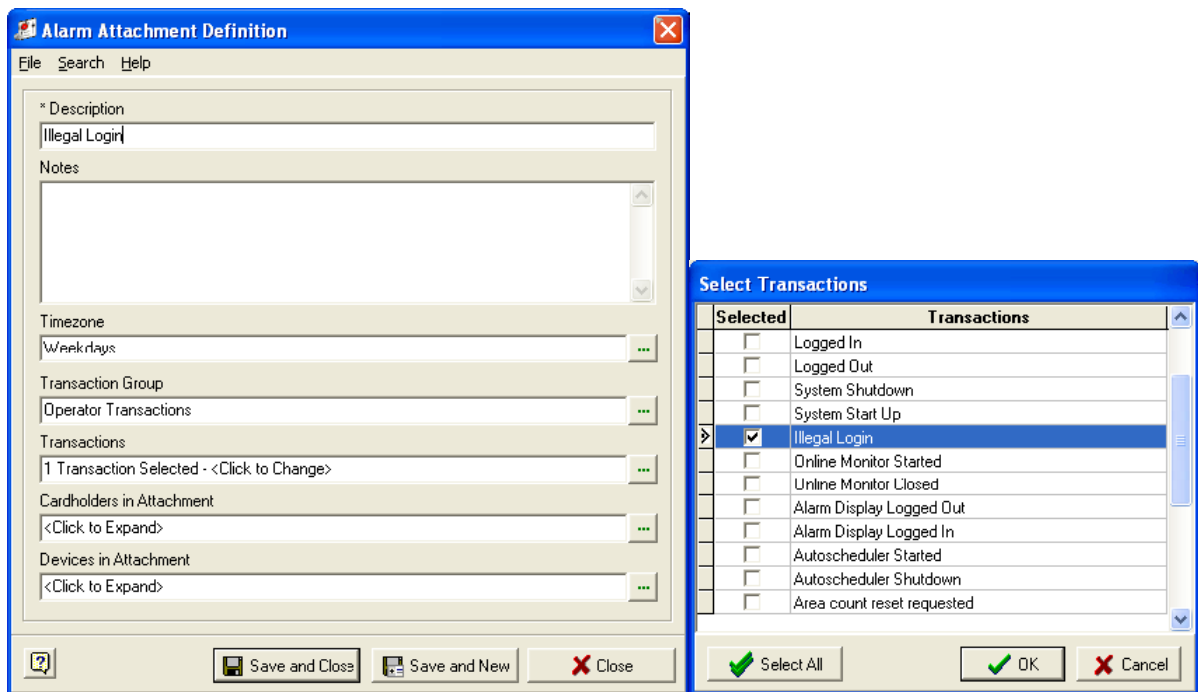 Alarm Attachment Definition
File Search Help
* Description
Illegal Login
Notes
Timezone
Weekdays
Transaction Group
Operator Transactions
Transactions
1 Transaction Selected - <Click to Change>
Cardholders in Attachment
<Click to Expand>
Devices in Attachment
<Click to Expand>
Save and Close
Save and New
Close
Select Transactions
Selected Transactions
Logged In
Logged Out
System Shutdown
System Start Up
Illegal Login
Online Monitor Started
Online Monitor Closed
Alarm Display Logged Out
Alarm Display Logged In
Autoscheduler Started
Autoscheduler Shutdown
Area count reset requested
Select All
OK
Cancel